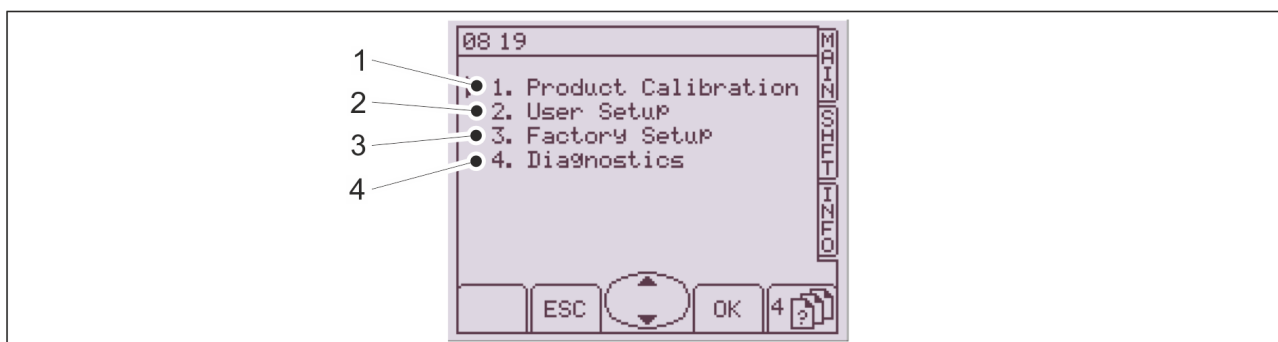 08 19
1. Product Calibration
2. User Setup
3. Factory Setup
4. Diagnostics
MAIN
SHFT
INFO
ESC
OK
4
?
1
2
3
4